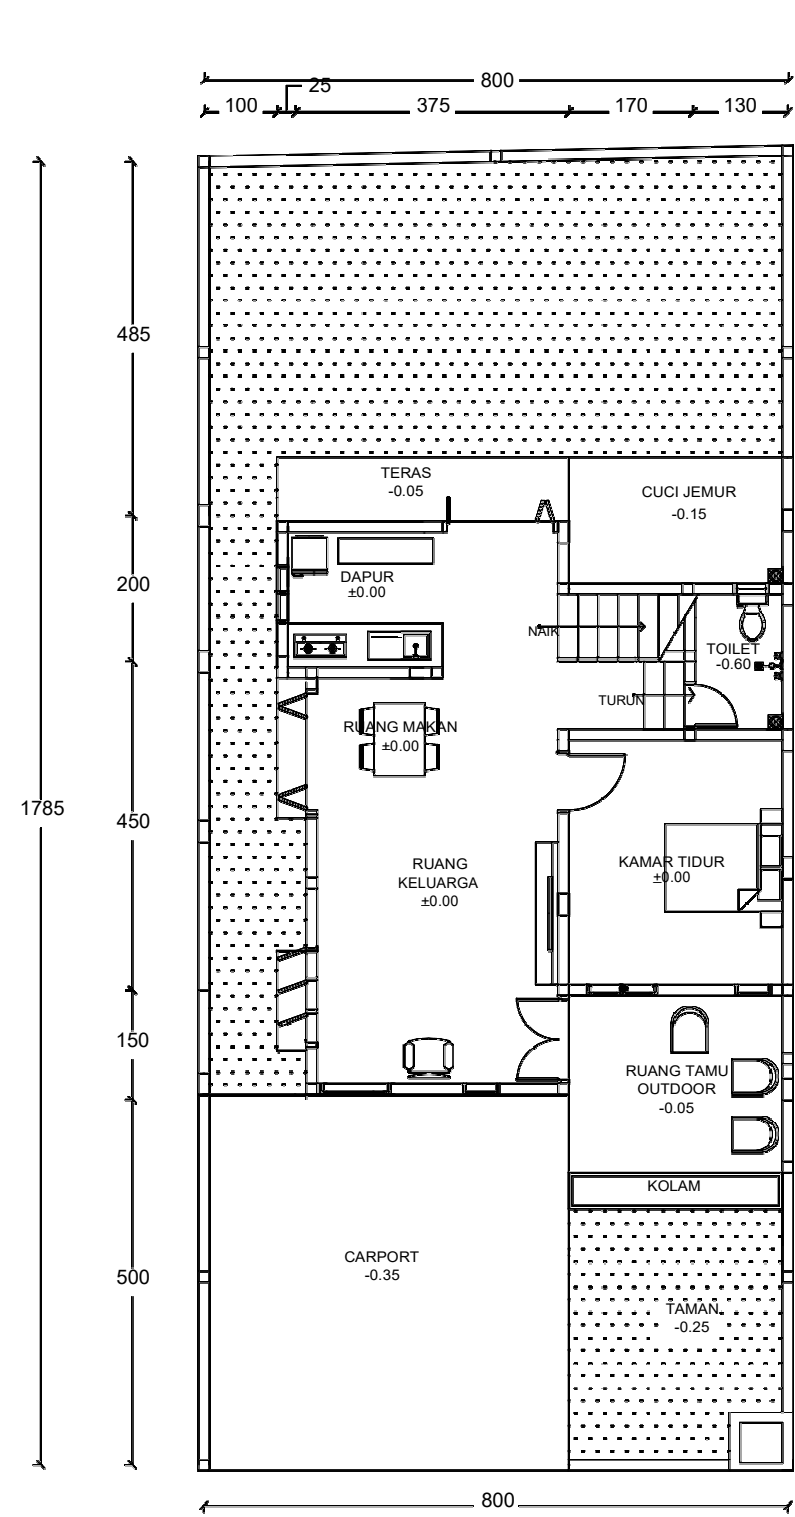 800
25
100
375
170
130
485
TERAS
-0.05
CUCI JEMUR
-0.15
DAPUR
±0.00
200
NAIK
TOILET
-0.60
TURUN
RUANG MAKAN
±0.00
1785
450
RUANG
KELUARGA
±0.00
KAMAR TIDUR
±0.00
150
RUANG TAMU
OUTDOOR
-0.05
KOLAM
CARPORT
-0.35
500
TAMAN
-0.25
800